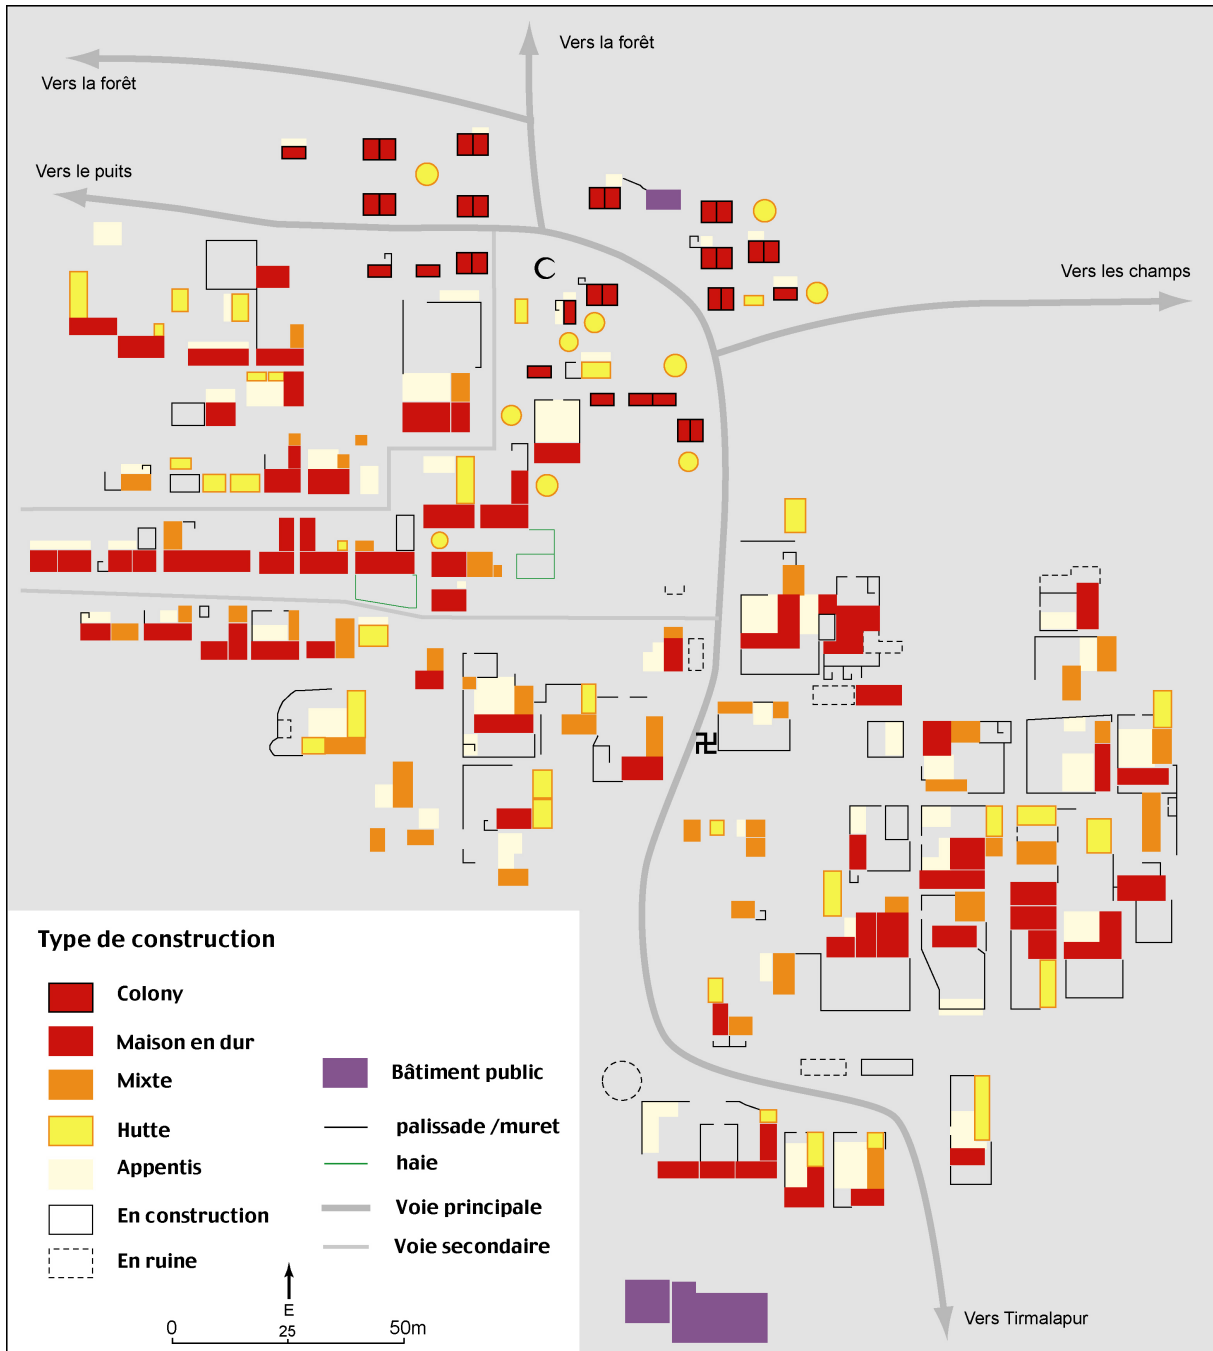 Vers la forêt
Vers la forêt
Vers le puits
Vers les champs
Type de construction
Colony
Maison en dur
Mixte
Hutte
Appentis
En construction
En ruine
Bâtiment public
palissade /muret
haie
Voie principale
Voie secondaire
E
0 25 50m
Vers Tirmalapur